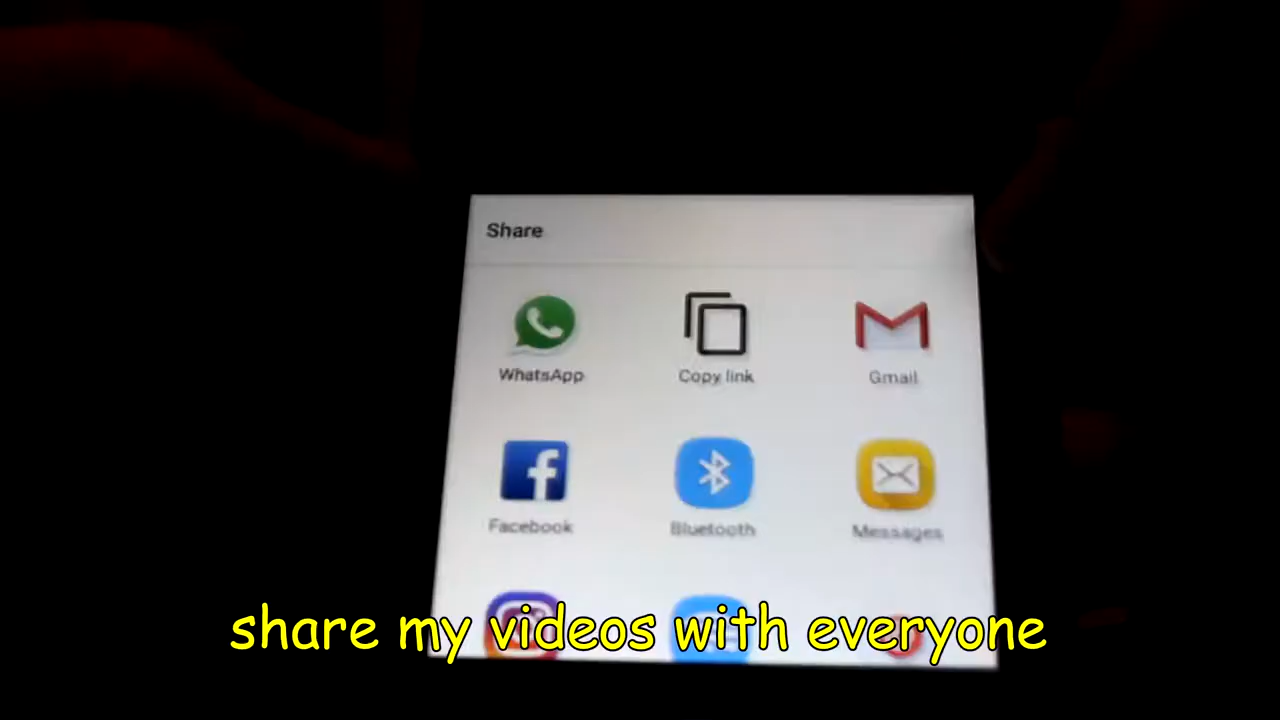 Share
WhatsApp Copy link Gmail
Facebook Bluetooth Messages
share my videos with everyone